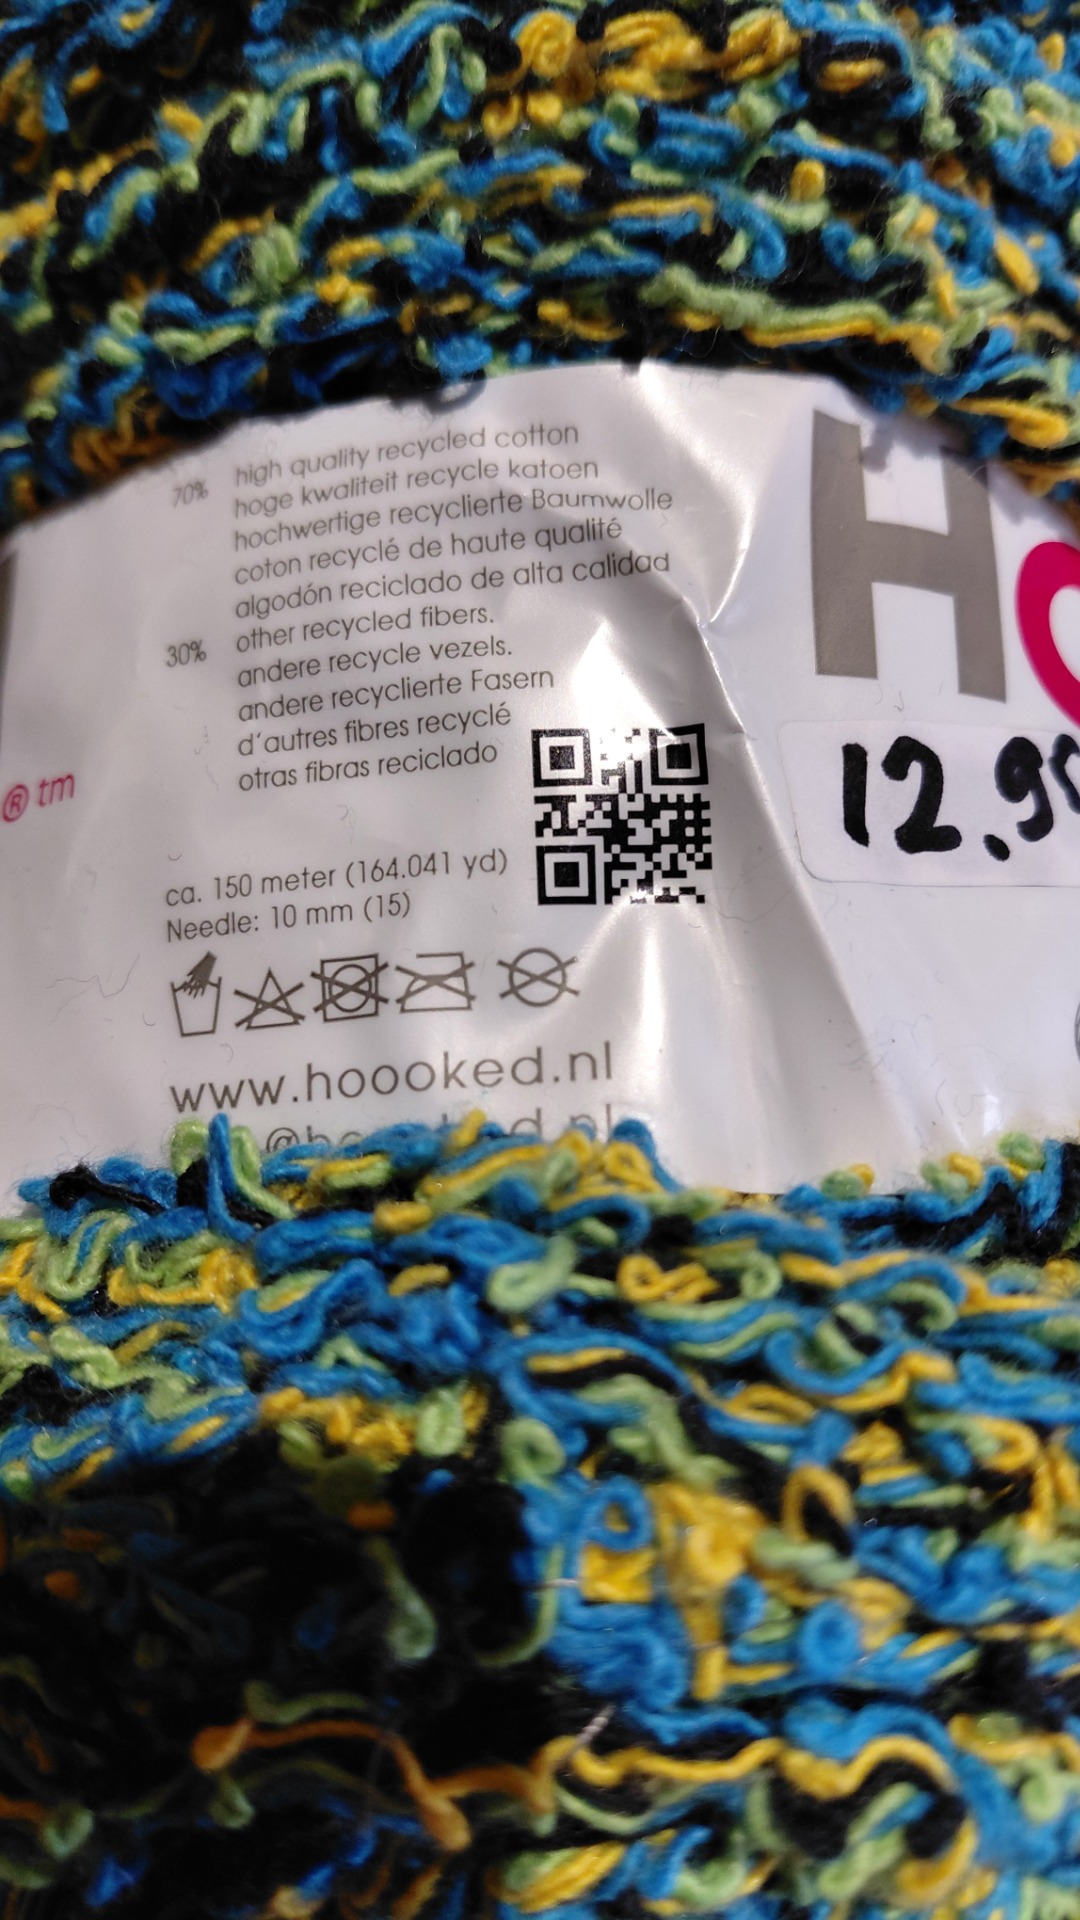 70% high quality recycled cotton
hoge kwaliteit recycle katoen
hochwertige recyclierte Baumwolle
coton recyclé de haute qualité
algodón reciclado de alta calidad
30% other recycled fibers.
andere recycle vezels.
andere recyclierte Fasern
d'autres fibres recyclé
otras fibras reciclado
® tm
ca. 150 meter (164.041 yd)
Needle: 10 mm (15)
www.hoooked.nl
H
12.9